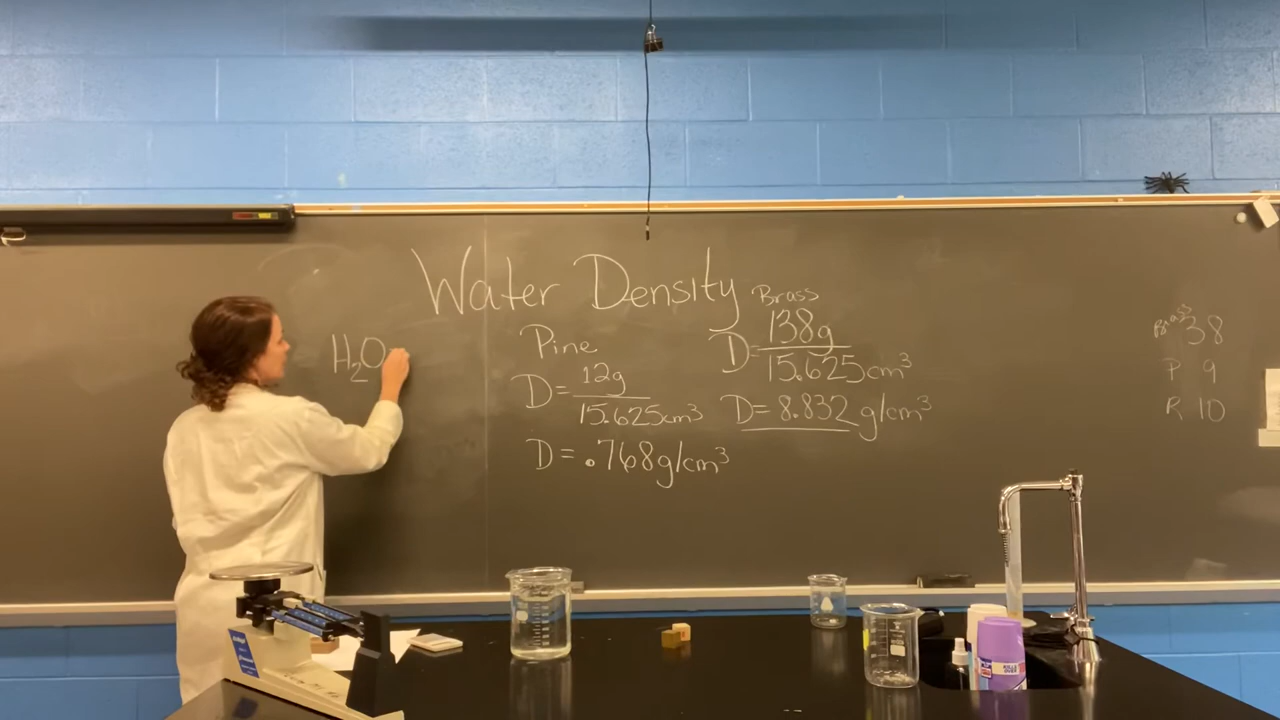 Water Density
H₂O
Pine
D= 12g
15.625cm³
D= .768g/cm³
Brass
D= 138g
15.625cm³
D= 8.832 g/cm³
Brass 138
P 9
R 10